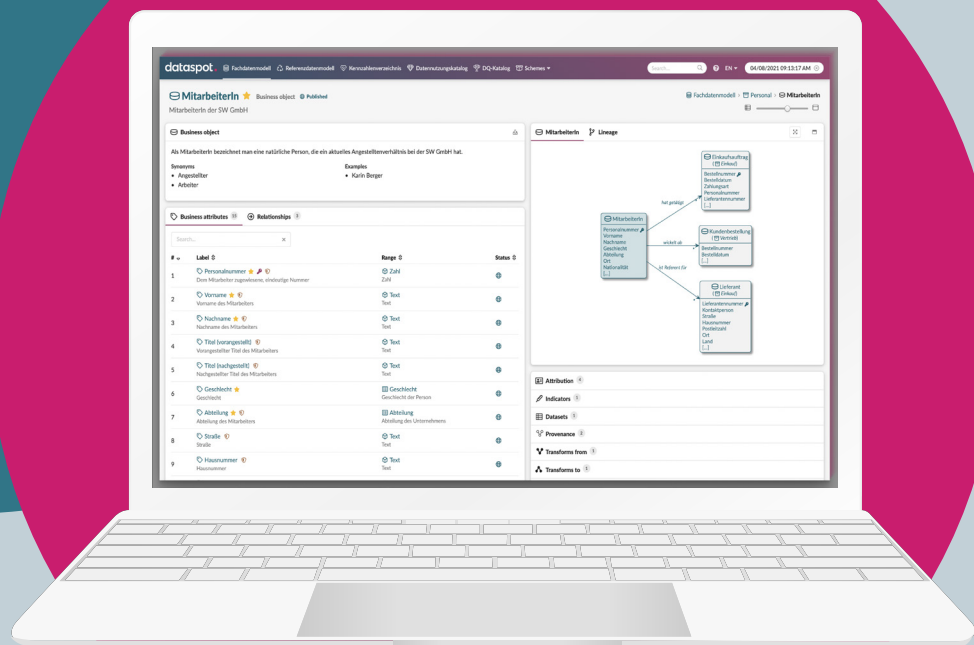 dataspot. Fachdatenmodell Referenzdatenmodell Kennzahlenverzeichnis Datennutzungskatalog DQ-Katalog Schemes Search... EN 04/08/2021 09:13:17 AM
MitarbeiterIn Business object Published
Fachdatenmodell › Personal › MitarbeiterIn
MitarbeiterIn der SW GmbH
Business object
Als MitarbeiterIn bezeichnet man eine natürliche Person, die ein aktuelles Angestelltenverhältnis bei der SW GmbH hat.
Synonyms Examples
• Angestellter • Karin Berger
• Arbeiter
Business attributes Relationships
Search...
# Label Range Status
1 Personalnummer Zahl
Dem Mitarbeiter zugewiesene, eindeutige Nummer Zahl
2 Vorname Text
Vorname des Mitarbeiters Text
3 Nachname Text
Nachname des Mitarbeiters Text
4 Titel (vorangestellt) Text
Vorangestellter Titel des Mitarbeiters Text
5 Titel (nachgestellt) Text
Nachgestellter Titel des Mitarbeiters Text
6 Geschlecht Geschlecht
Geschlecht Geschlecht der Person
7 Abteilung Abteilung
Abteilung des Mitarbeiters Abteilung des Unternehmens
8 Straße Text
Straße Text
9 Hausnummer Text
Hausnummer Text
MitarbeiterIn Lineage
MitarbeiterIn
Personalnummer
Vorname
Nachname
Geschlecht
Abteilung
Ort
Nationalität
[...]
hat getätigt
wickelt ab
ist Rahmen für
Einkaufsauftrag
(Einkauf)
Bestellnummer
Bestelldatum
Zahlungsart
Personalnummer
Lieferantennummer
[...]
Kundenbestellung
(Vertrieb)
Bestellnummer
Bestelldatum
[...]
Lieferant
(Einkauf)
Lieferantennummer
Kontaktperson
Straße
Hausnummer
Postleitzahl
Ort
Land
[...]
Attribution
Indicators
Datasets
Provenance
Transforms from
Transforms to